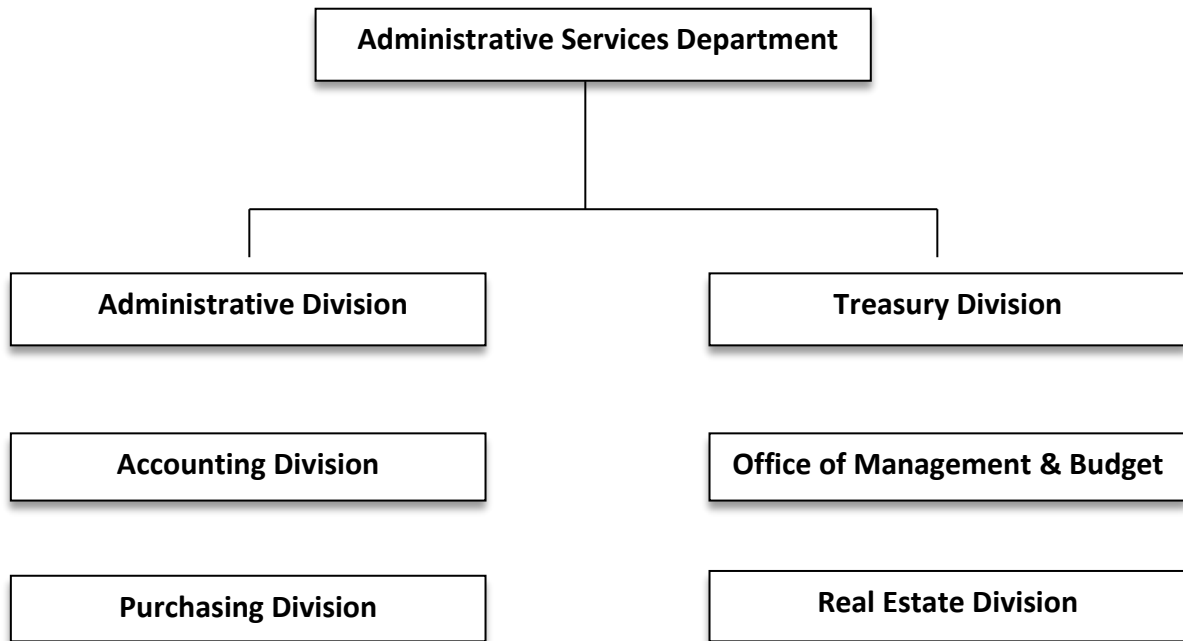 Administrative Services Department
Administrative Division
Treasury Division
Accounting Division
Office of Management & Budget
Purchasing Division
Real Estate Division